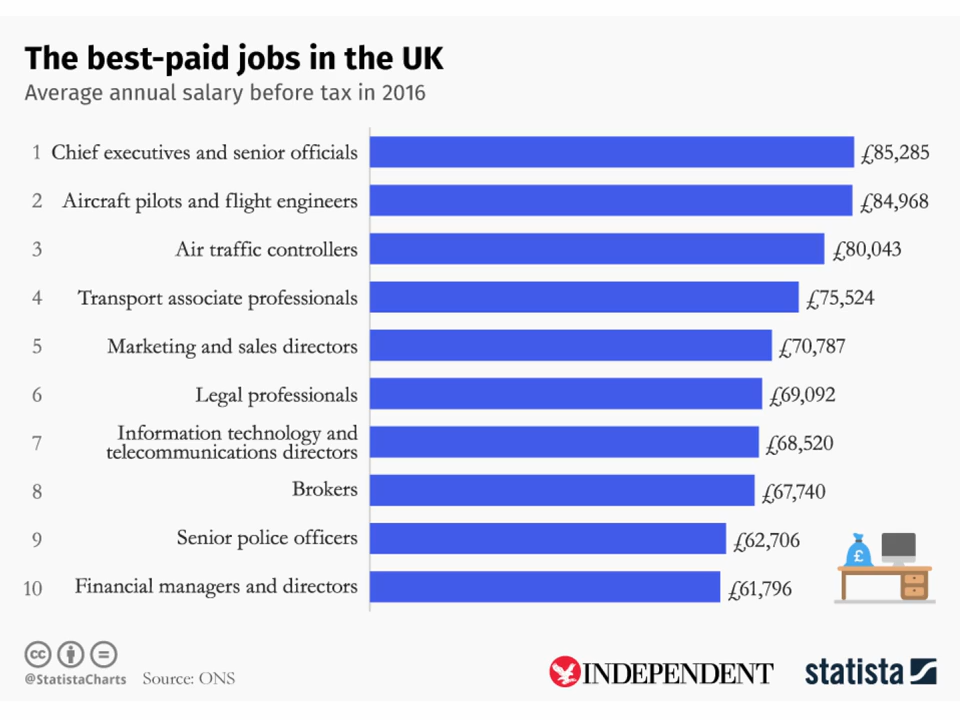 The best-paid jobs in the UK
Average annual salary before tax in 2016
1 Chief executives and senior officials £85,285
2 Aircraft pilots and flight engineers £84,968
3 Air traffic controllers £80,043
4 Transport associate professionals £75,524
5 Marketing and sales directors £70,787
6 Legal professionals £69,092
7 Information technology and
telecommunications directors £68,520
8 Brokers £67,740
9 Senior police officers £62,706
10 Financial managers and directors £61,796
£
cc
@StatistaCharts Source: ONS
INDEPENDENT
statista